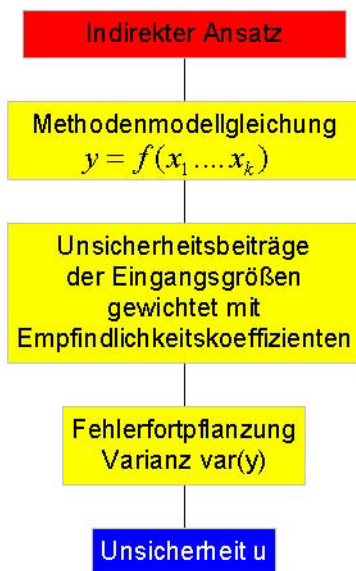 Indirekter Ansatz
Methodenmodellgleichung
y = f(x₁....xₖ)
Unsicherheitsbeiträge
der Eingangsgrößen
gewichtet mit
Empfindlichkeitskoeffizienten
Fehlerfortpflanzung
Varianz var(y)
Unsicherheit u